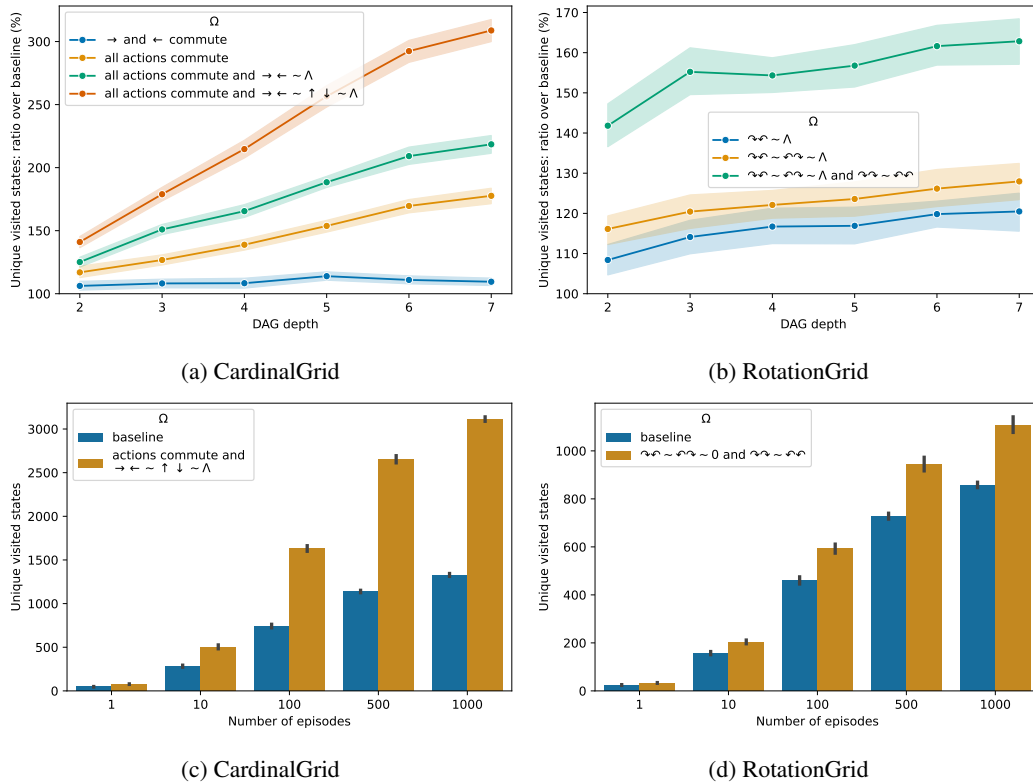 Unique visited states: ratio over baseline (%)
300
250
200
150
100
Ω
→ and ← commute
all actions commute
all actions commute and → ← ∼ Λ
all actions commute and → ← ∼ ↑ ↓ ∼ Λ
2 3 4 5 6 7
DAG depth
(a) CardinalGrid
Unique visited states: ratio over baseline (%)
170
160
150
140
130
120
110
100
Ω
↷↶ ∼ Λ
↷↶ ∼ ↶↷ ∼ Λ
↷↶ ∼ ↶↷ ∼ Λ and ↷↷ ∼ ↶↶
2 3 4 5 6 7
DAG depth
(b) RotationGrid
Unique visited states
3000
2500
2000
1500
1000
500
0
Ω
baseline
actions commute and
→ ← ∼ ↑ ↓ ∼ Λ
1 10 100 500 1000
Number of episodes
(c) CardinalGrid
Unique visited states
1000
800
600
400
200
0
Ω
baseline
↷↶ ∼ ↶↷ ∼ 0 and ↷↷ ∼ ↶↶
1 10 100 500 1000
Number of episodes
(d) RotationGrid